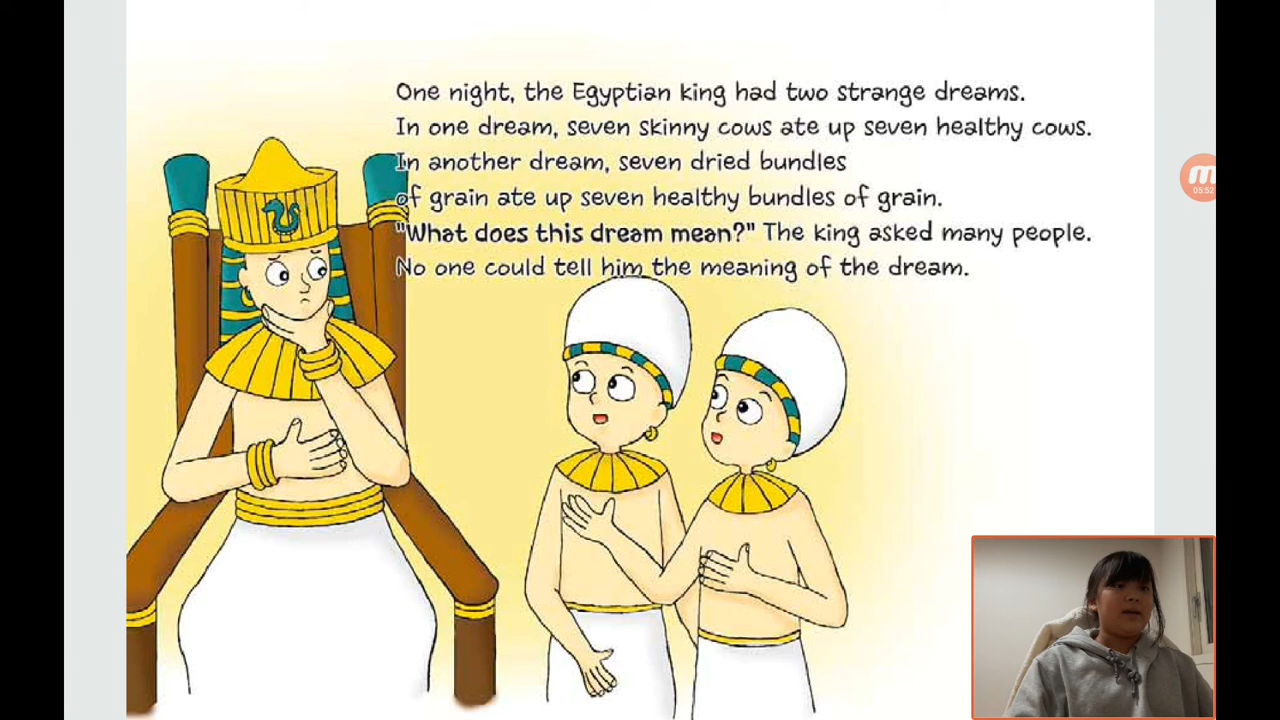 One night, the Egyptian king had two strange dreams.
In one dream, seven skinny cows ate up seven healthy cows.
In another dream, seven dried bundles
of grain ate up seven healthy bundles of grain.
"What does this dream mean?" The king asked many people.
No one could tell him the meaning of the dream.
M
05:52